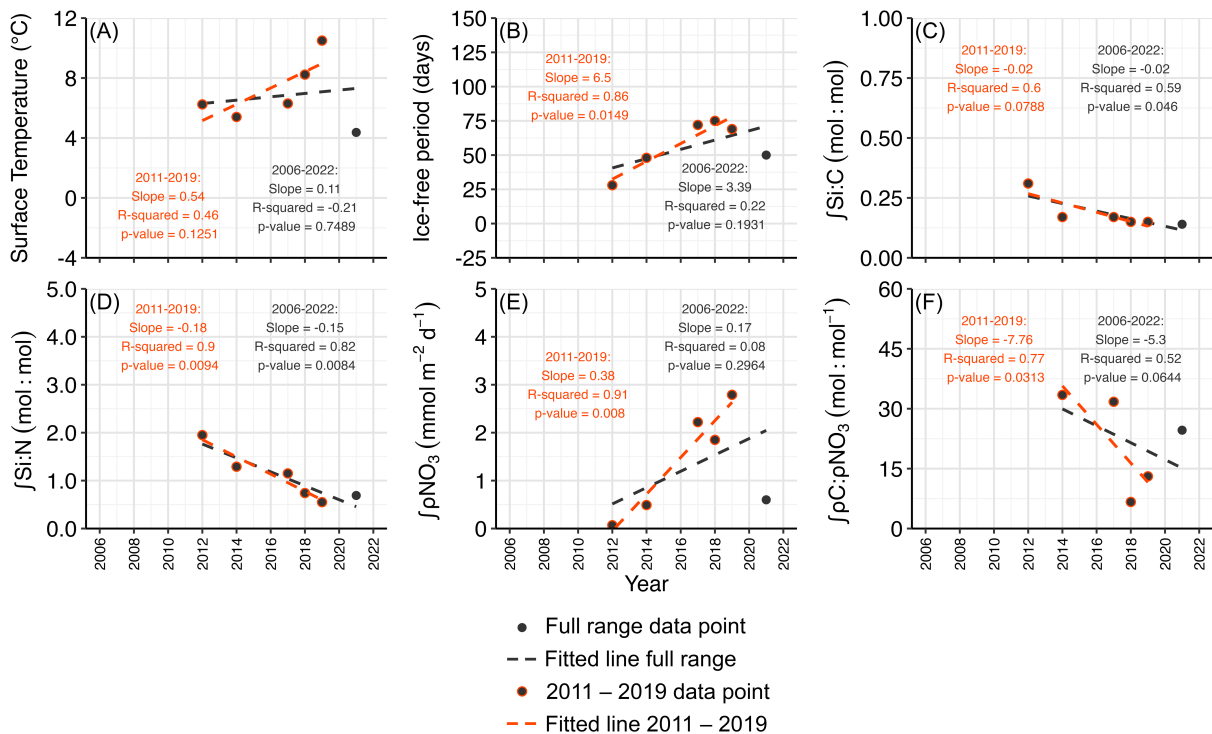 (A)
Surface Temperature (°C)
12
8
4
0
-4
2011-2019:
Slope = 0.54
R-squared = 0.46
p-value = 0.1251
2006-2022:
Slope = 0.11
R-squared = -0.21
p-value = 0.7489
(B)
Ice-free period (days)
150
125
100
75
50
25
0
-25
2011-2019:
Slope = 6.5
R-squared = 0.86
p-value = 0.0149
2006-2022:
Slope = 3.39
R-squared = 0.22
p-value = 0.1931
(C)
∫Si:C (mol : mol)
1.00
0.75
0.50
0.25
0.00
2011-2019:
Slope = -0.02
R-squared = 0.6
p-value = 0.0788
2006-2022:
Slope = -0.02
R-squared = 0.59
p-value = 0.046
(D)
∫Si:N (mol : mol)
5.0
4.0
3.0
2.0
1.0
0.0
2011-2019:
Slope = -0.18
R-squared = 0.9
p-value = 0.0094
2006-2022:
Slope = -0.15
R-squared = 0.82
p-value = 0.0084
2006 2008 2010 2012 2014 2016 2018 2020 2022
(E)
∫ρNO₃ (mmol m⁻² d⁻¹)
5
4
3
2
1
0
2011-2019:
Slope = 0.38
R-squared = 0.91
p-value = 0.008
2006-2022:
Slope = 0.17
R-squared = 0.08
p-value = 0.2964
2006 2008 2010 2012 2014 2016 2018 2020 2022
(F)
∫ρC:ρNO₃ (mol : mol⁻¹)
60
45
30
15
0
2011-2019:
Slope = -7.76
R-squared = 0.77
p-value = 0.0313
2006-2022:
Slope = -5.3
R-squared = 0.52
p-value = 0.0644
2006 2008 2010 2012 2014 2016 2018 2020 2022
Year
Full range data point
Fitted line full range
2011 – 2019 data point
Fitted line 2011 – 2019